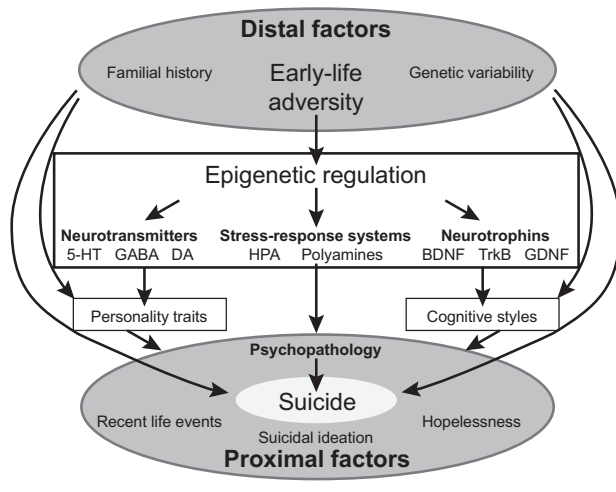 Distal factors
Familial history
Early-life
adversity
Genetic variability
Epigenetic regulation
Neurotransmitters
5-HT GABA DA
Stress-response systems
HPA Polyamines
Neurotrophins
BDNF TrkB GDNF
Personality traits
Cognitive styles
Psychopathology
Suicide
Recent life events
Suicidal ideation
Hopelessness
Proximal factors